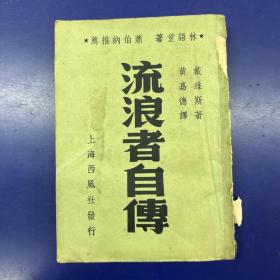 ★林語堂著 蕭伯納推薦★
戴維斯著
黃嘉德譯
流浪者自傳
上海西風社發行